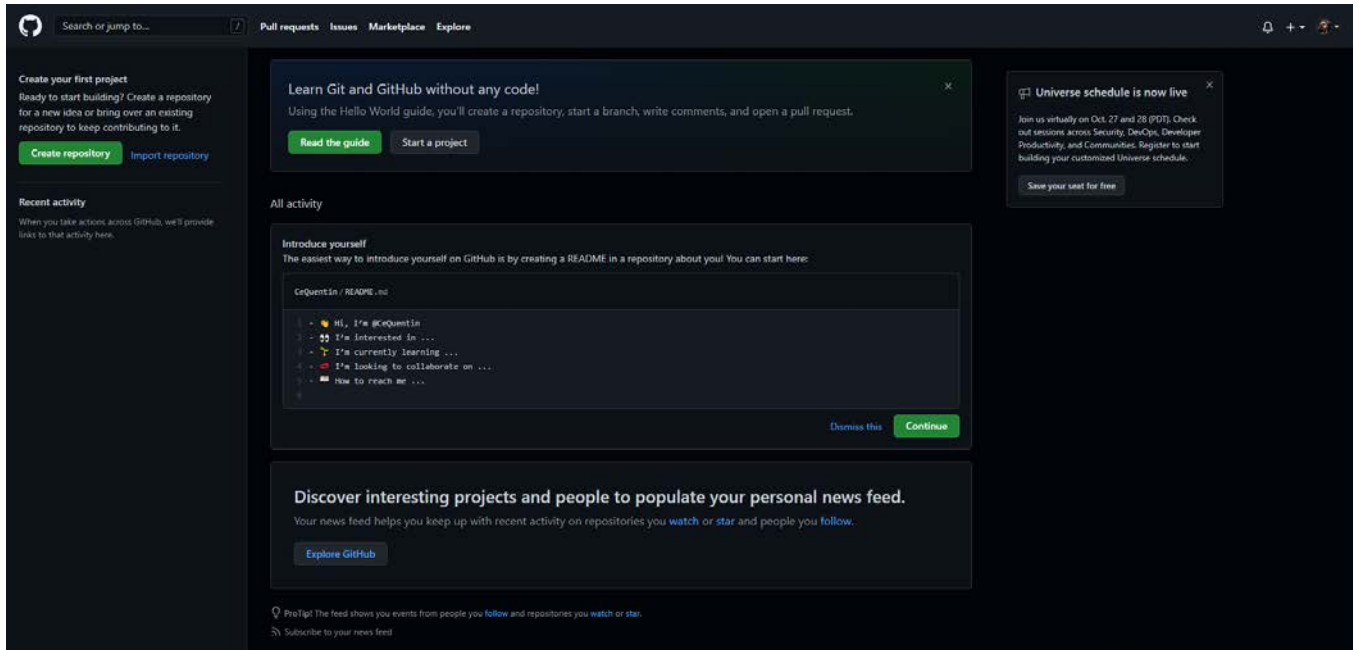 Search or jump to...
/
Pull requests Issues Marketplace Explore
Create your first project
Ready to start building? Create a repository
for a new idea or bring over an existing
repository to keep contributing to it.
Create repository
Import repository
Recent activity
When you take actions across GitHub, we'll provide
links to that activity here.
Learn Git and GitHub without any code!
Using the Hello World guide, you'll create a repository, start a branch, write comments, and open a pull request.
Read the guide
Start a project
All activity
Introduce yourself
The easiest way to introduce yourself on GitHub is by creating a README in a repository about you! You can start here:
CeQuentin / README.md
1 - 👋 Hi, I'm @CeQuentin
2 - 👀 I'm interested in ...
3 - 🌱 I'm currently learning ...
4 - 💞️ I'm looking to collaborate on ...
5 - 📫 How to reach me ...
6
Dismiss this
Continue
Discover interesting projects and people to populate your personal news feed.
Your news feed helps you keep up with recent activity on repositories you watch or star and people you follow.
Explore GitHub
ProTip! The feed shows you events from people you follow and repositories you watch or star.
Subscribe to your news feed
Universe schedule is now live
Join us virtually on Oct. 27 and 28 (PDT). Check
out sessions across Security, DevOps, Developer
Productivity, and Communities. Register to start
building your customized Universe schedule.
Save your seat for free